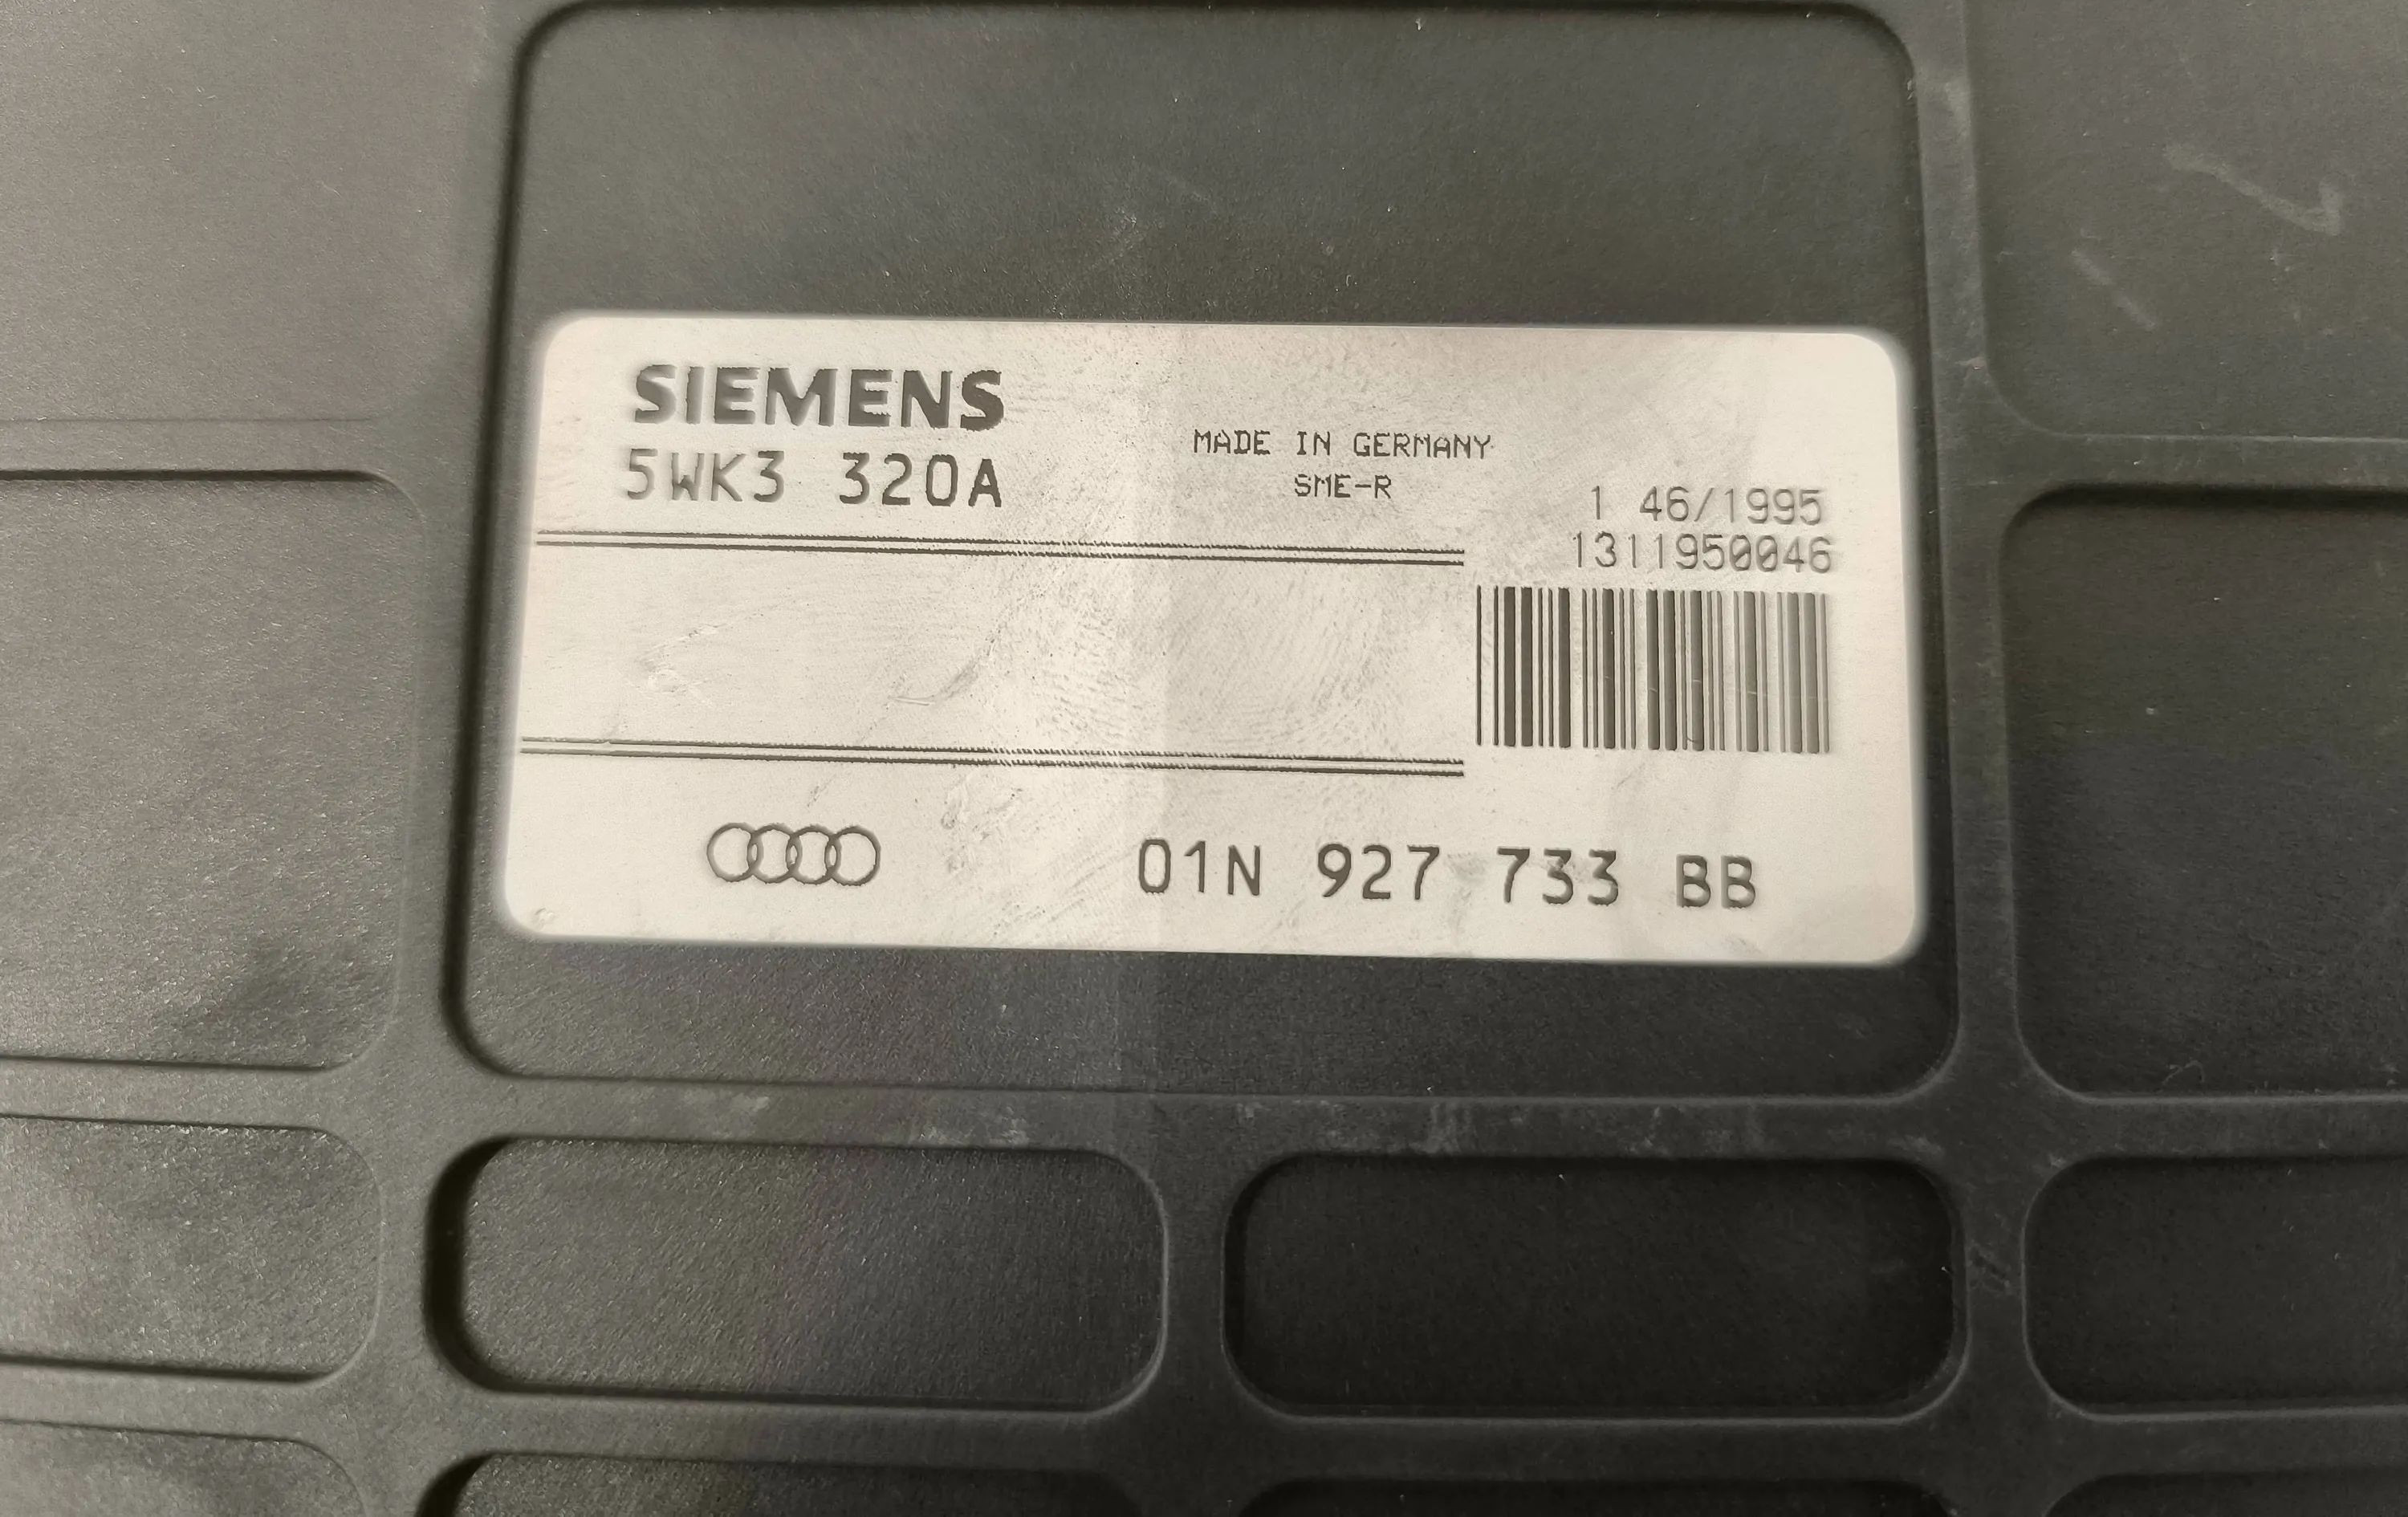 SIEMENS
5WK3 320A
MADE IN GERMANY
SME-R
1 46/1995
1311950046
01N 927 733 BB